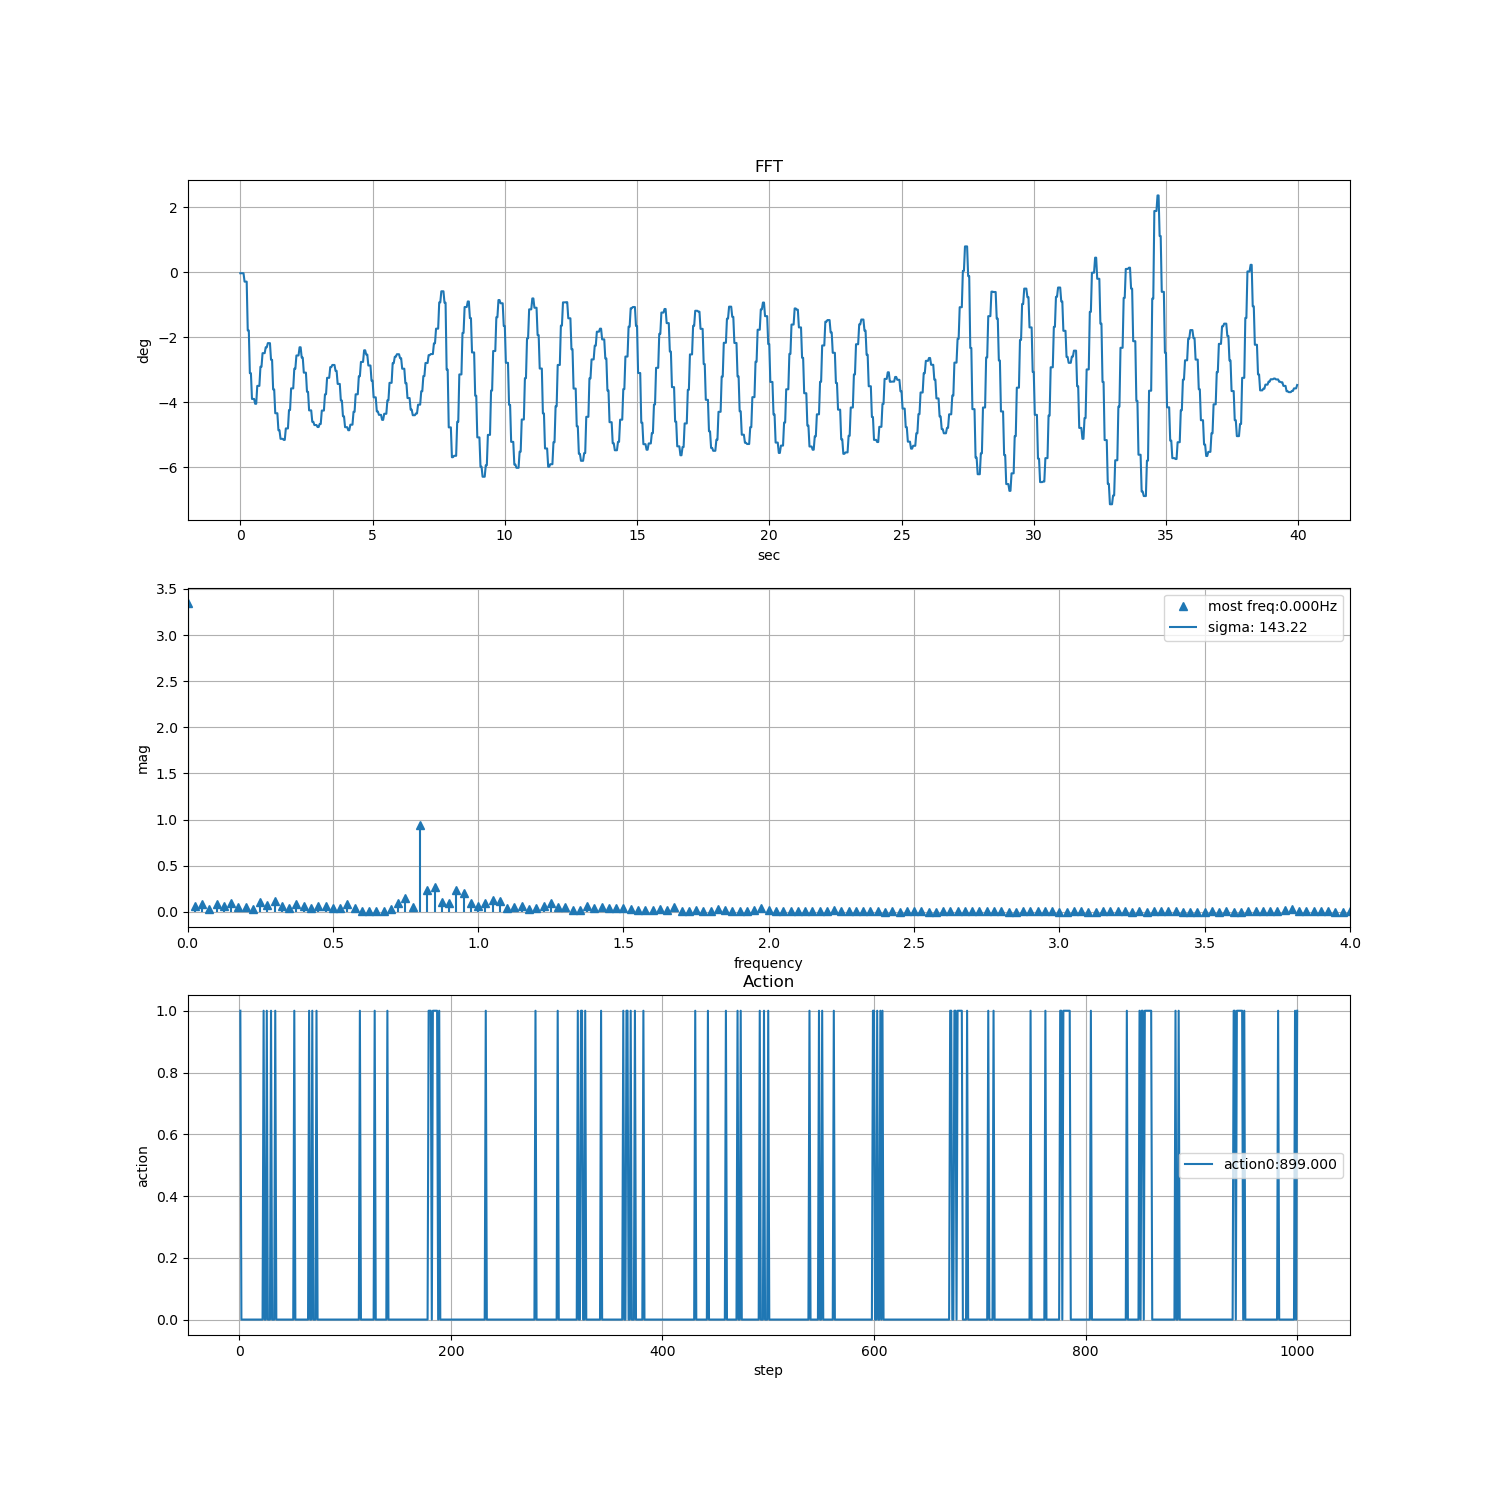 FFT
2
0
−2
−4
−6
deg
0 5 10 15 20 25 30 35 40
sec
3.5
3.0
2.5
2.0
1.5
1.0
0.5
0.0
mag
most freq:0.000Hz
sigma: 143.22
0.0 0.5 1.0 1.5 2.0 2.5 3.0 3.5 4.0
frequency
Action
1.0
0.8
0.6
0.4
0.2
0.0
action
action0:899.000
0 200 400 600 800 1000
step